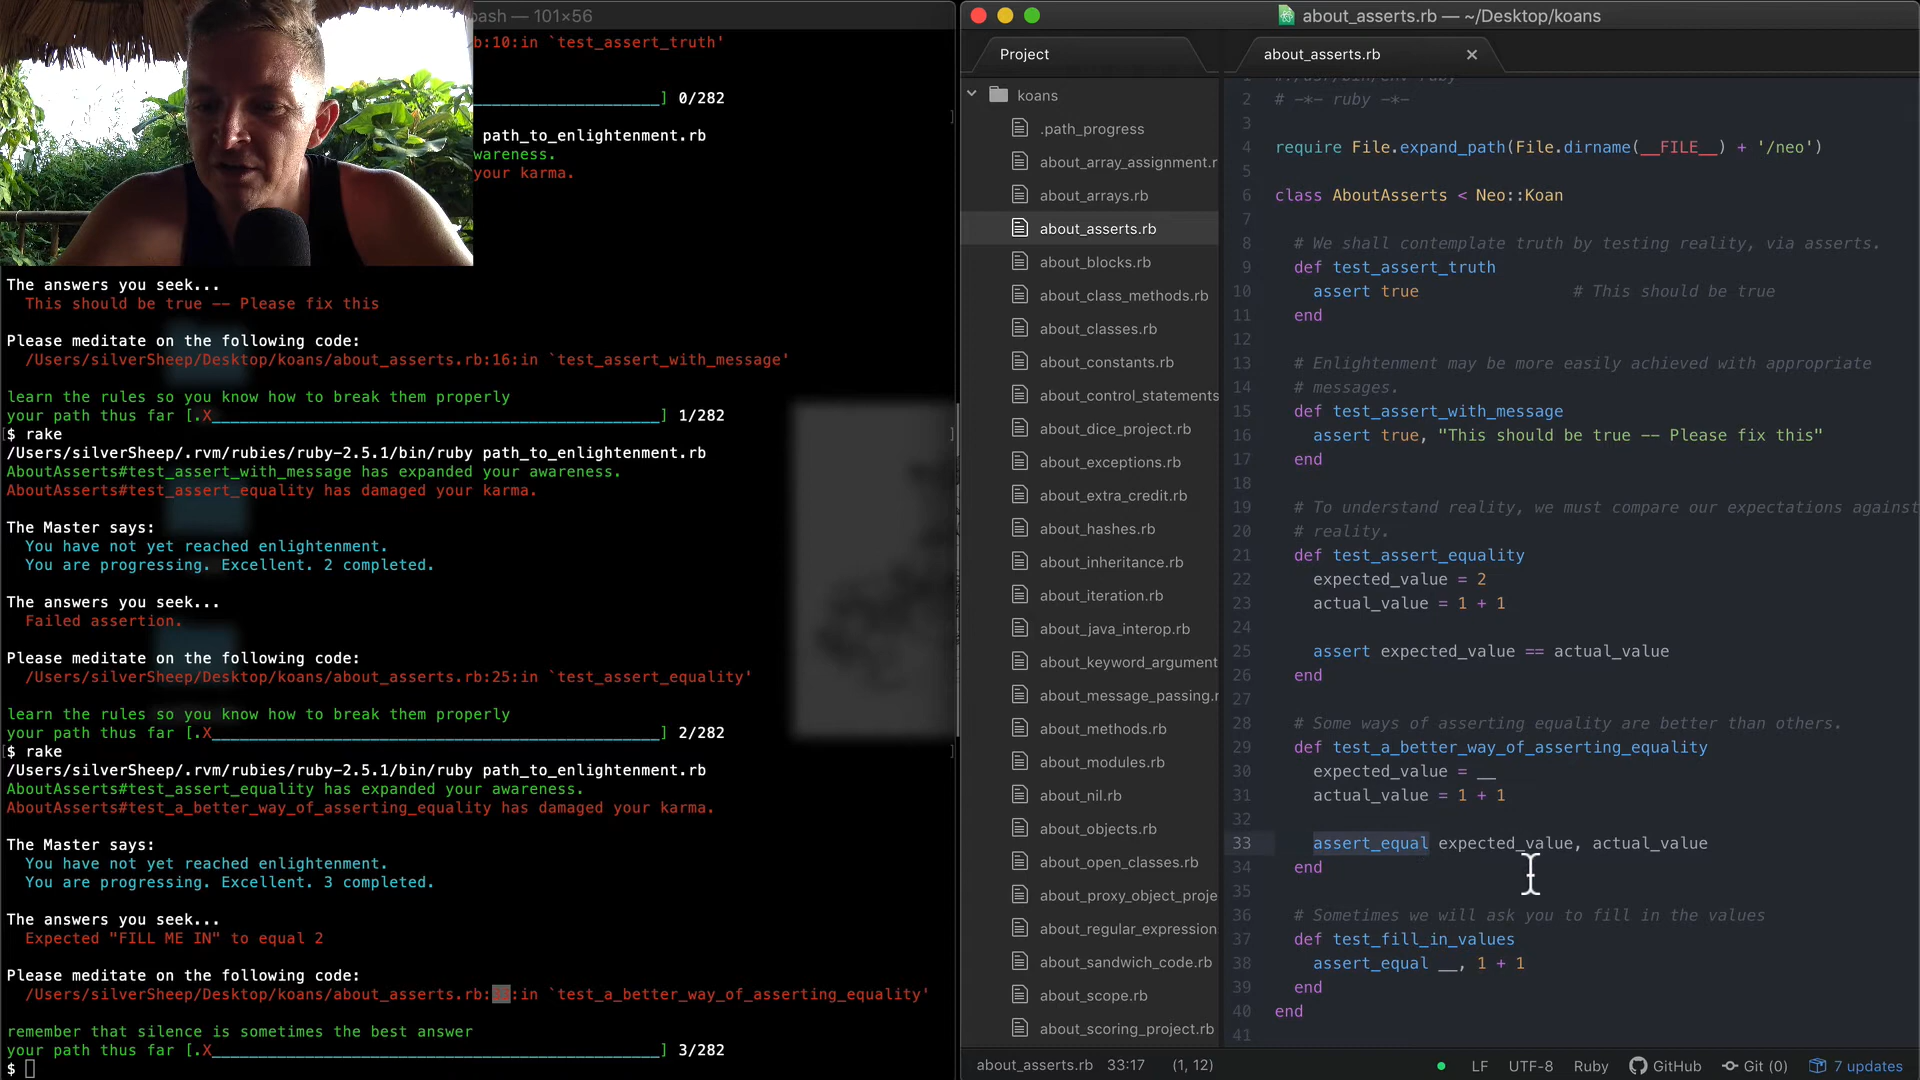 bash — 101×56
b:10:in `test_assert_truth'
] 0/282
path_to_enlightenment.rb
wareness.
your karma.
The answers you seek...
This should be true -- Please fix this
Please meditate on the following code:
/Users/silverSheep/Desktop/koans/about_asserts.rb:16:in `test_assert_with_message'
learn the rules so you know how to break them properly
your path thus far [.X________________________________________________] 1/282
$ rake
/Users/silverSheep/.rvm/rubies/ruby-2.5.1/bin/ruby path_to_enlightenment.rb
AboutAsserts#test_assert_with_message has expanded your awareness.
AboutAsserts#test_assert_equality has damaged your karma.
The Master says:
You have not yet reached enlightenment.
You are progressing. Excellent. 2 completed.
The answers you seek...
Failed assertion.
Please meditate on the following code:
/Users/silverSheep/Desktop/koans/about_asserts.rb:25:in `test_assert_equality'
learn the rules so you know how to break them properly
your path thus far [.X________________________________________________] 2/282
$ rake
/Users/silverSheep/.rvm/rubies/ruby-2.5.1/bin/ruby path_to_enlightenment.rb
AboutAsserts#test_assert_equality has expanded your awareness.
AboutAsserts#test_a_better_way_of_asserting_equality has damaged your karma.
The Master says:
You have not yet reached enlightenment.
You are progressing. Excellent. 3 completed.
The answers you seek...
Expected "FILL ME IN" to equal 2
Please meditate on the following code:
/Users/silverSheep/Desktop/koans/about_asserts.rb:33:in `test_a_better_way_of_asserting_equality'
remember that silence is sometimes the best answer
your path thus far [.X________________________________________________] 3/282
$
about_asserts.rb — ~/Desktop/koans
Project
koans
.path_progress
about_array_assignment.r
about_arrays.rb
about_asserts.rb
about_blocks.rb
about_class_methods.rb
about_classes.rb
about_constants.rb
about_control_statements
about_dice_project.rb
about_exceptions.rb
about_extra_credit.rb
about_hashes.rb
about_inheritance.rb
about_iteration.rb
about_java_interop.rb
about_keyword_argument
about_message_passing.r
about_methods.rb
about_modules.rb
about_nil.rb
about_objects.rb
about_open_classes.rb
about_proxy_object_proje
about_regular_expression
about_sandwich_code.rb
about_scope.rb
about_scoring_project.rb
about_asserts.rb
1 #!/usr/bin/env ruby
2 # -*- ruby -*-
3
4 require File.expand_path(File.dirname(__FILE__) + '/neo')
5
6 class AboutAsserts < Neo::Koan
7
8 # We shall contemplate truth by testing reality, via asserts.
9 def test_assert_truth
10 assert true # This should be true
11 end
12
13 # Enlightenment may be more easily achieved with appropriate
14 # messages.
15 def test_assert_with_message
16 assert true, "This should be true -- Please fix this"
17 end
18
19 # To understand reality, we must compare our expectations against
20 # reality.
21 def test_assert_equality
22 expected_value = 2
23 actual_value = 1 + 1
24
25 assert expected_value == actual_value
26 end
27
28 # Some ways of asserting equality are better than others.
29 def test_a_better_way_of_asserting_equality
30 expected_value = __
31 actual_value = 1 + 1
32
33 assert_equal expected_value, actual_value
34 end
35
36 # Sometimes we will ask you to fill in the values
37 def test_fill_in_values
38 assert_equal __, 1 + 1
39 end
40 end
41
about_asserts.rb 33:17 (1, 12)
LF UTF-8 Ruby GitHub Git (0) 7 updates